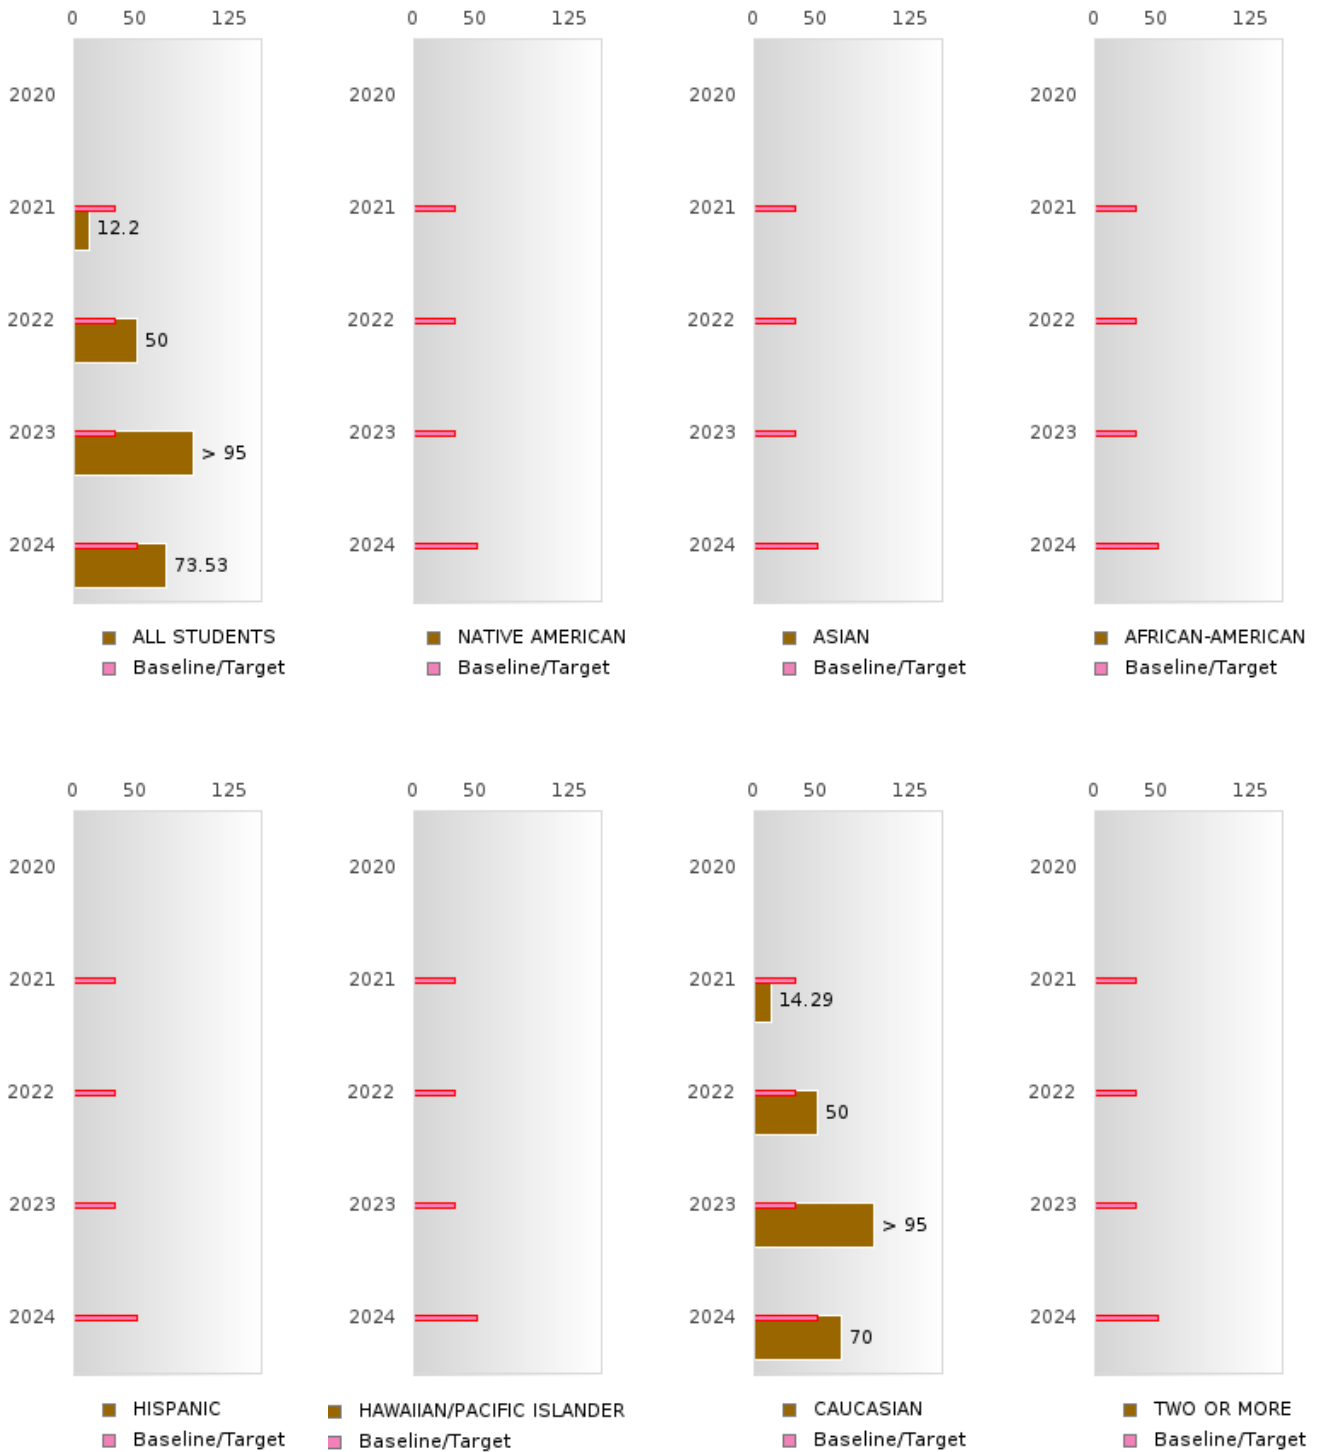 0 50 125 0 50 125 0 50 125 0 50 125
2020 2020 2020 2020
2021 2021 2021 2021
12.2
2022 2022 2022 2022
50
2023 2023 2023 2023
> 95
2024 2024 2024 2024
73.53
ALL STUDENTS NATIVE AMERICAN ASIAN AFRICAN-AMERICAN
Baseline/Target Baseline/Target Baseline/Target Baseline/Target
0 50 125 0 50 125 0 50 125 0 50 125
2020 2020 2020 2020
2021 2021 2021 2021
14.29
2022 2022 2022 2022
50
2023 2023 2023 2023
> 95
2024 2024 2024 2024
70
HISPANIC HAWAIIAN/PACIFIC ISLANDER CAUCASIAN TWO OR MORE
Baseline/Target Baseline/Target Baseline/Target Baseline/Target